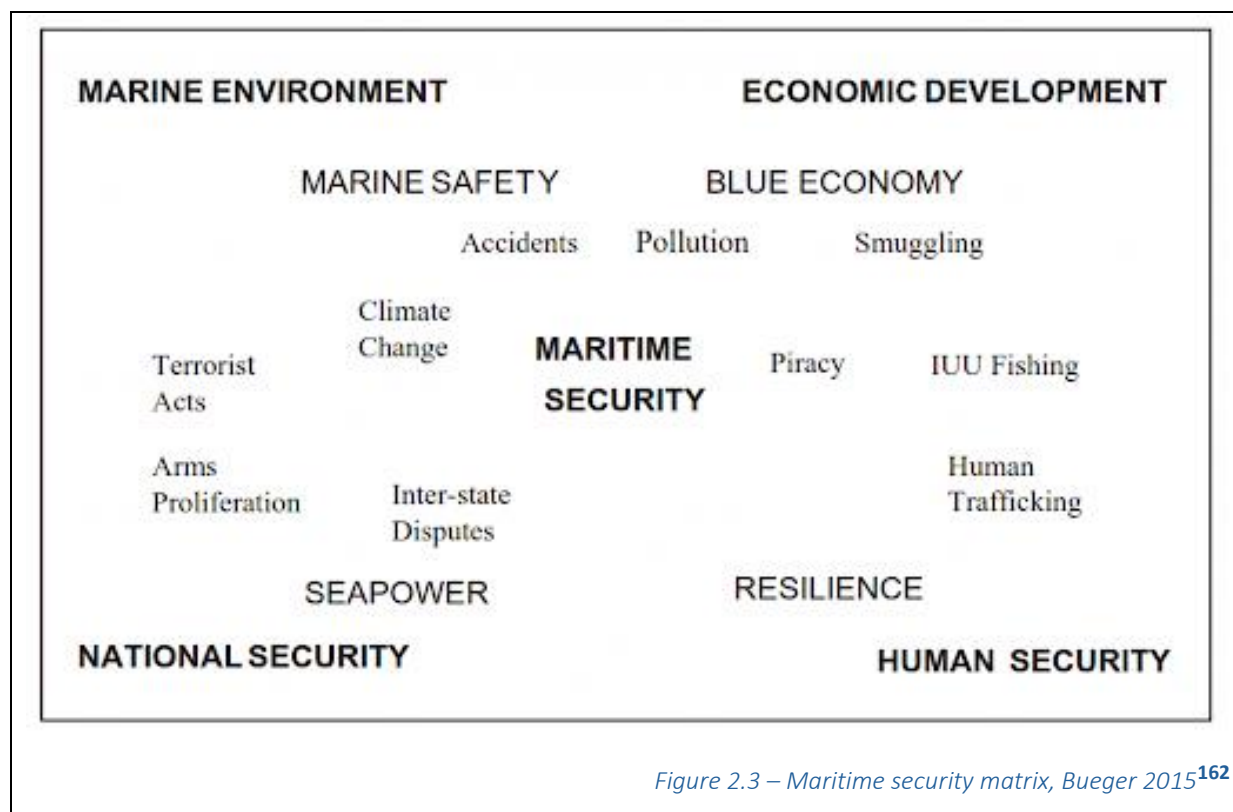 MARINE ENVIRONMENT ECONOMIC DEVELOPMENT
MARINE SAFETY BLUE ECONOMY
Accidents Pollution Smuggling
Climate
Change
MARITIME
SECURITY
Terrorist
Acts
Piracy IUU Fishing
Arms
Proliferation
Inter-state
Disputes
Human
Trafficking
SEAPOWER RESILIENCE
NATIONAL SECURITY HUMAN SECURITY
Figure 2.3 – Maritime security matrix, Bueger 2015162